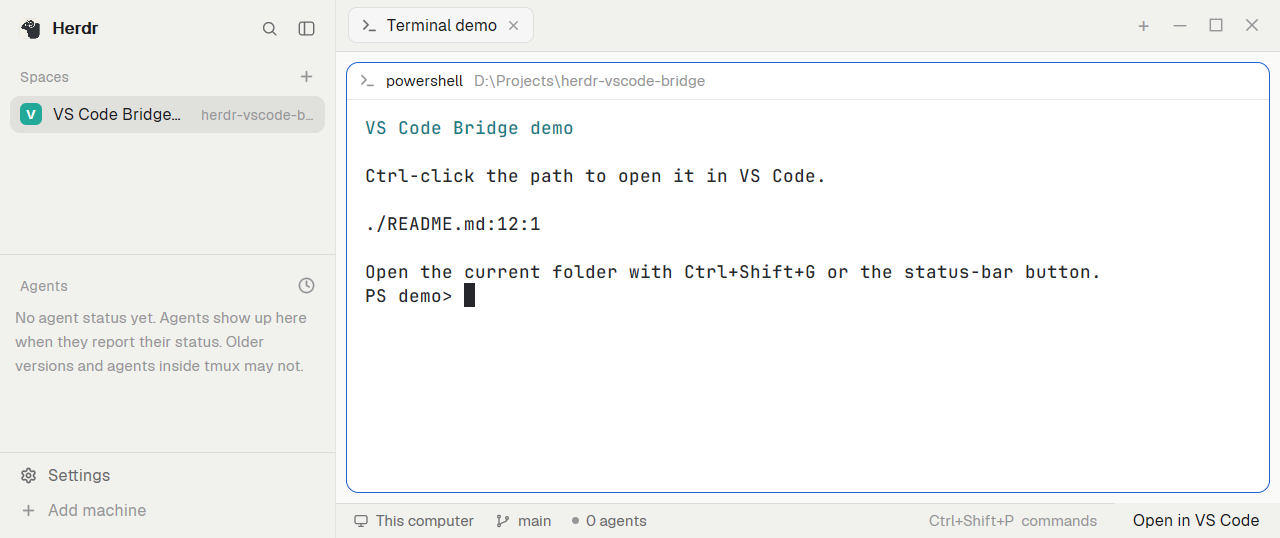 Herdr
Spaces
V VS Code Bridge... herdr-vscode-b...
Agents
No agent status yet. Agents show up here
when they report their status. Older
versions and agents inside tmux may not.
Settings
Add machine
Terminal demo
powershell D:\Projects\herdr-vscode-bridge
VS Code Bridge demo
Ctrl-click the path to open it in VS Code.
./README.md:12:1
Open the current folder with Ctrl+Shift+G or the status-bar button.
PS demo>
This computer main 0 agents Ctrl+Shift+P commands Open in VS Code